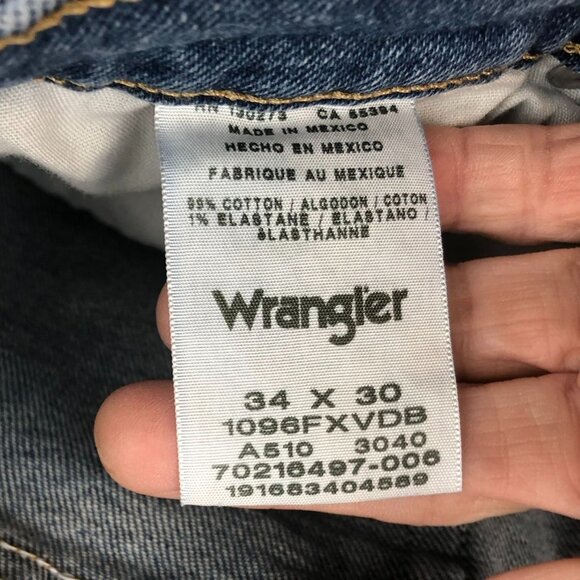 RN 130273 CA 55394
MADE IN MEXICO
HECHO EN MEXICO
FABRIQUE AU MEXIQUE
99% COTTON / ALGODON / COTON
1% ELASTANE / ELASTANO /
ELASTHANNE
Wrangler
34 X 30
1096FXVDB
A510 3040
70216497-006
191683404589